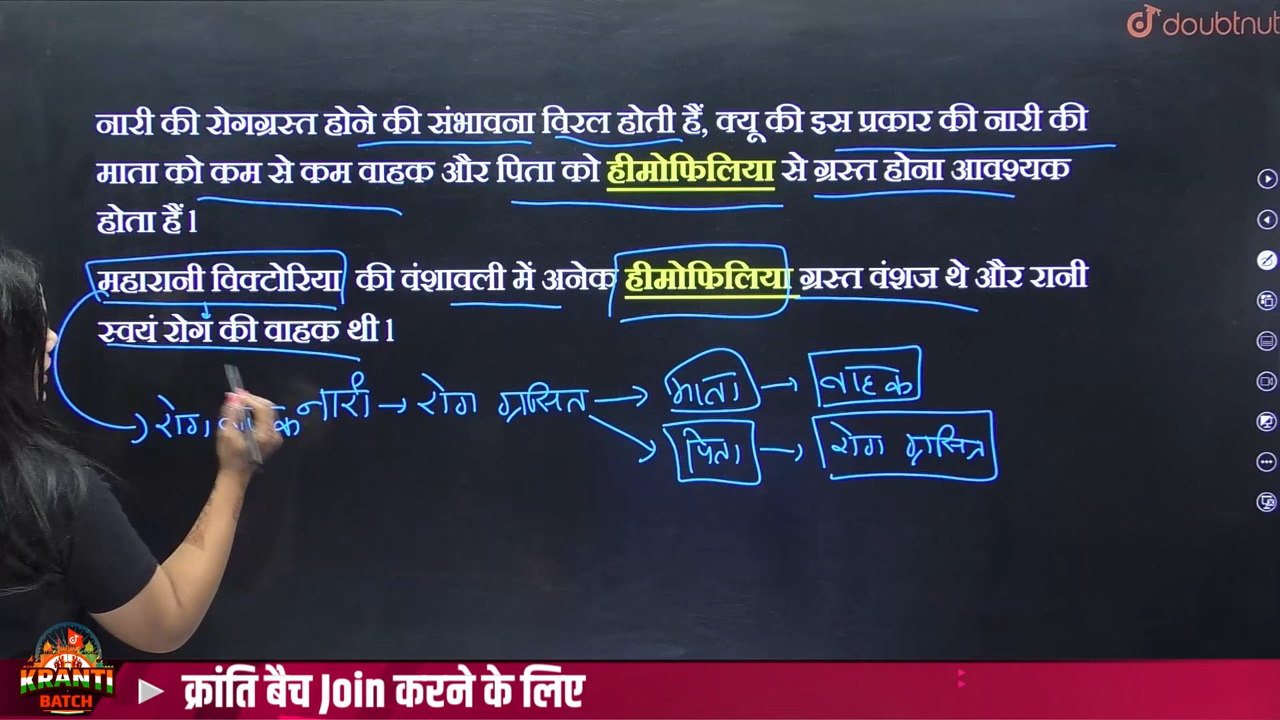 doubtnut
नारी की रोगग्रस्त होने की संभावना विरल होती हैं, क्यू की इस प्रकार की नारी की
माता को कम से कम वाहक और पिता को हीमोफिलिया से ग्रस्त होना आवश्यक
होता हैं।
महारानी विक्टोरिया की वंशावली में अनेक हीमोफिलिया ग्रस्त वंशज थे और रानी
स्वयं रोग की वाहक थी।
नारी → रोग ग्रसित → माता → वाहक
रोग
पिता → रोग ग्रसित
KRANTI
BATCH
क्रांति बैच Join करने के लिए